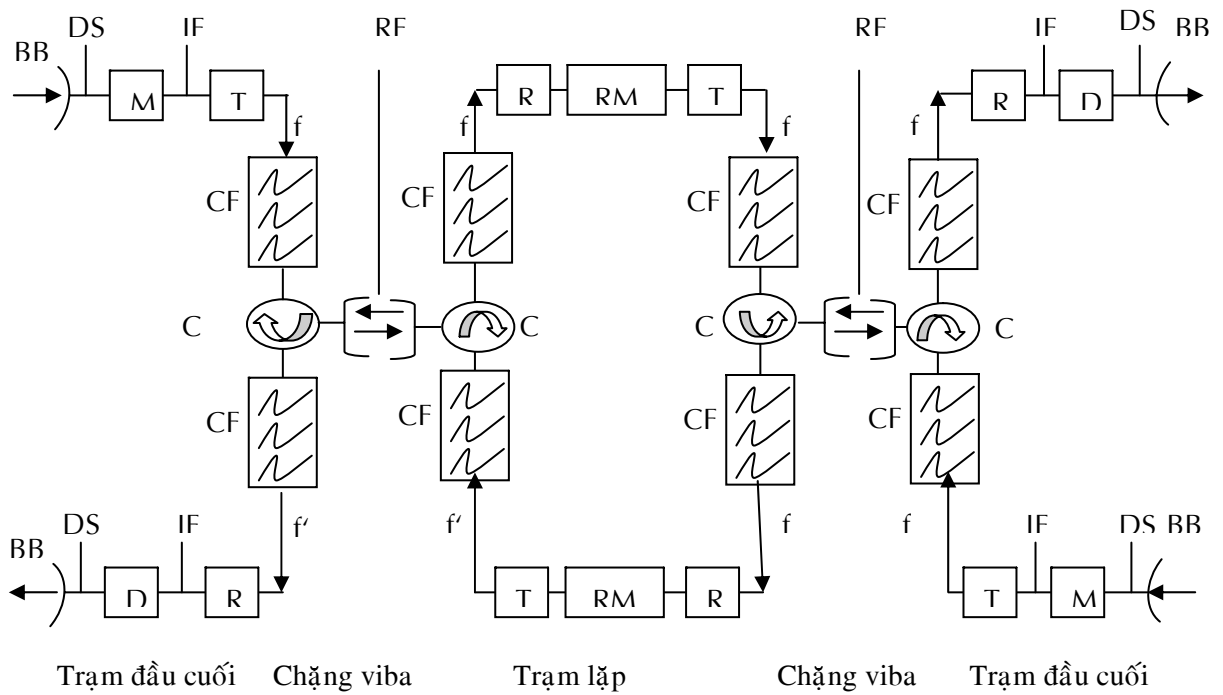 BB DS IF RF RF IF DS BB
M T R RM T R D
f f f f
CF CF CF CF
C C C C
CF CF CF CF
BB DS IF f' f' f f IF DS BB
D R T RM R T M
Trạm đầu cuối Chặng viba Trạm lặp Chặng viba Trạm đầu cuối